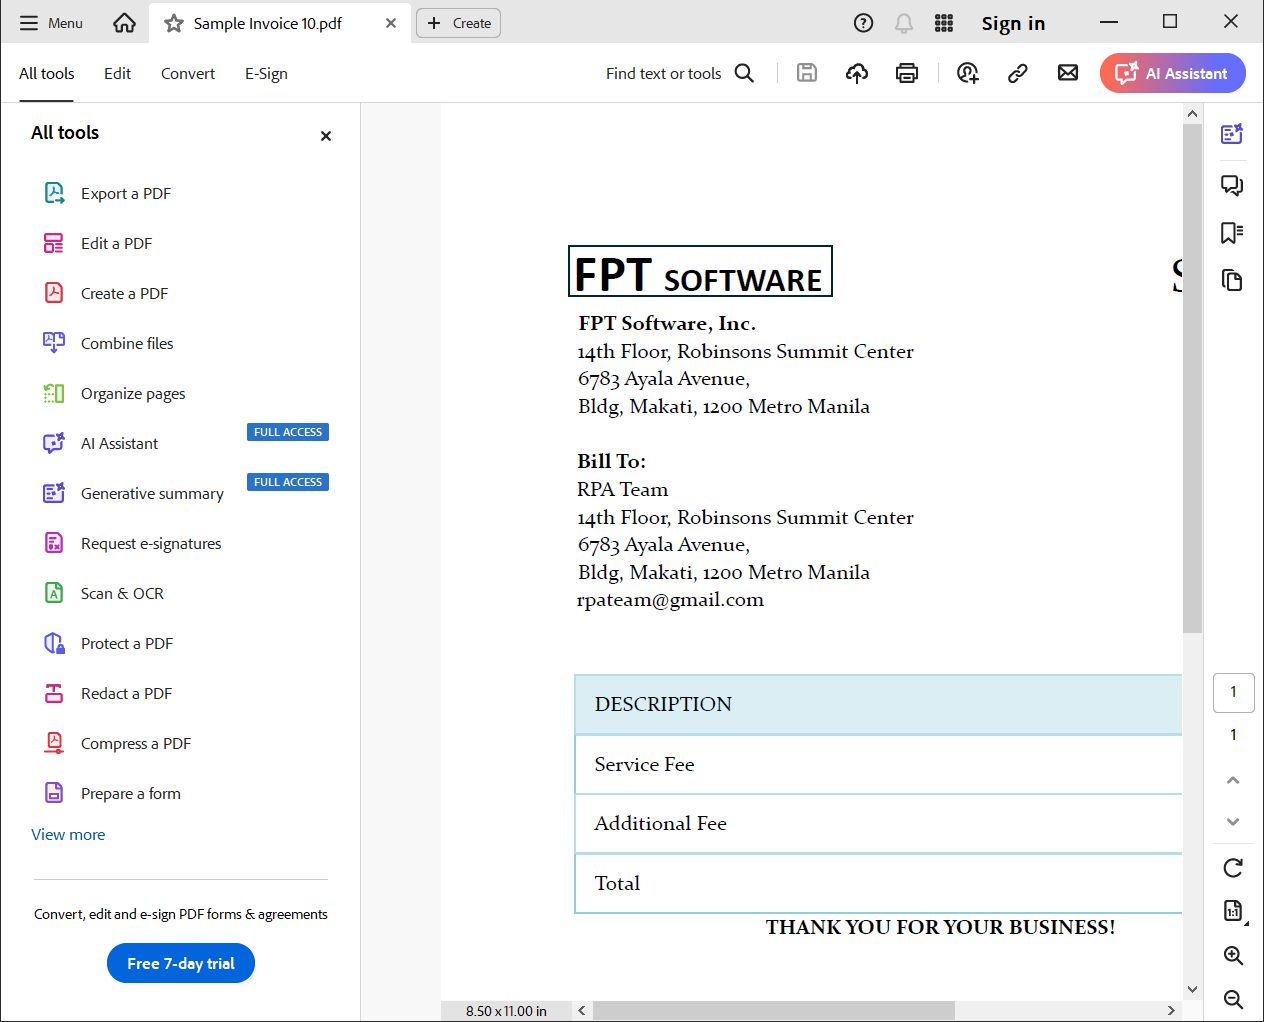 Menu
Sample Invoice 10.pdf
Create
Sign in
All tools
Edit
Convert
E-Sign
Find text or tools
AI Assistant
All tools
Export a PDF
Edit a PDF
Create a PDF
Combine files
Organize pages
AI Assistant
FULL ACCESS
Generative summary
FULL ACCESS
Request e-signatures
Scan & OCR
Protect a PDF
Redact a PDF
Compress a PDF
Prepare a form
View more
Convert, edit and e-sign PDF forms & agreements
Free 7-day trial
FPT SOFTWARE
FPT Software, Inc.
14th Floor, Robinsons Summit Center
6783 Ayala Avenue,
Bldg, Makati, 1200 Metro Manila
Bill To:
RPA Team
14th Floor, Robinsons Summit Center
6783 Ayala Avenue,
Bldg, Makati, 1200 Metro Manila
rpateam@gmail.com
DESCRIPTION
Service Fee
Additional Fee
Total
THANK YOU FOR YOUR BUSINESS!
8.50 x 11.00 in
1
1
1:1